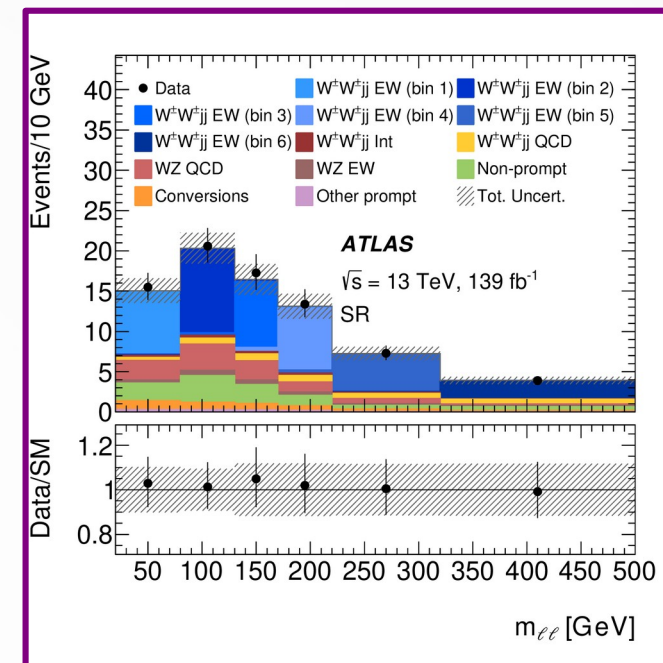 Events/10 GeV
40
35
30
25
20
15
10
5
0
Data
W±W±jj EW (bin 1)
W±W±jj EW (bin 2)
W±W±jj EW (bin 3)
W±W±jj EW (bin 4)
W±W±jj EW (bin 5)
W±W±jj EW (bin 6)
W±W±jj Int
W±W±jj QCD
WZ QCD
WZ EW
Non-prompt
Conversions
Other prompt
Tot. Uncert.
ATLAS
√s = 13 TeV, 139 fb⁻¹
SR
Data/SM
1.2
1
0.8
50 100 150 200 250 300 350 400 450 500
mℓℓ [GeV]